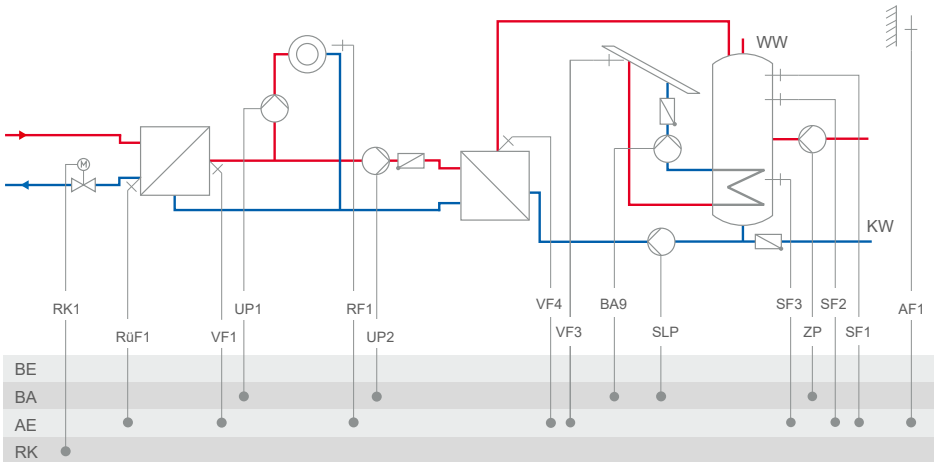 WW
M
KW
RK1 UP1 RF1 VF4 BA9 SF3 SF2 AF1
RüF1 VF1 UP2 VF3 SLP ZP SF1
BE
BA
AE
RK